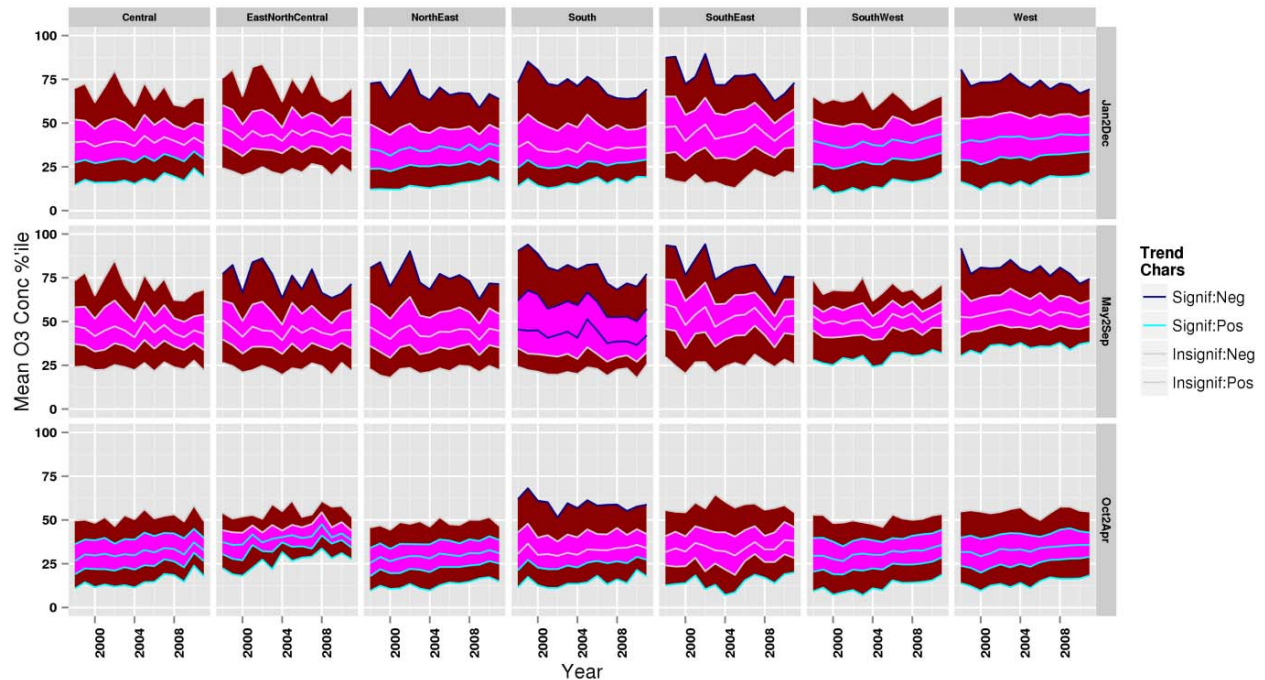 Central EastNorthCentral NorthEast South SouthEast SouthWest West
100
75
50
25
0
Jan2Dec
100
75
50
25
0
May2Sep
100
75
50
25
0
Oct2Apr
Mean O3 Conc %'ile
2000 2004 2008 2000 2004 2008 2000 2004 2008 2000 2004 2008 2000 2004 2008 2000 2004 2008 2000 2004 2008
Year
Trend
Chars
Signif:Neg
Signif:Pos
Insignif:Neg
Insignif:Pos